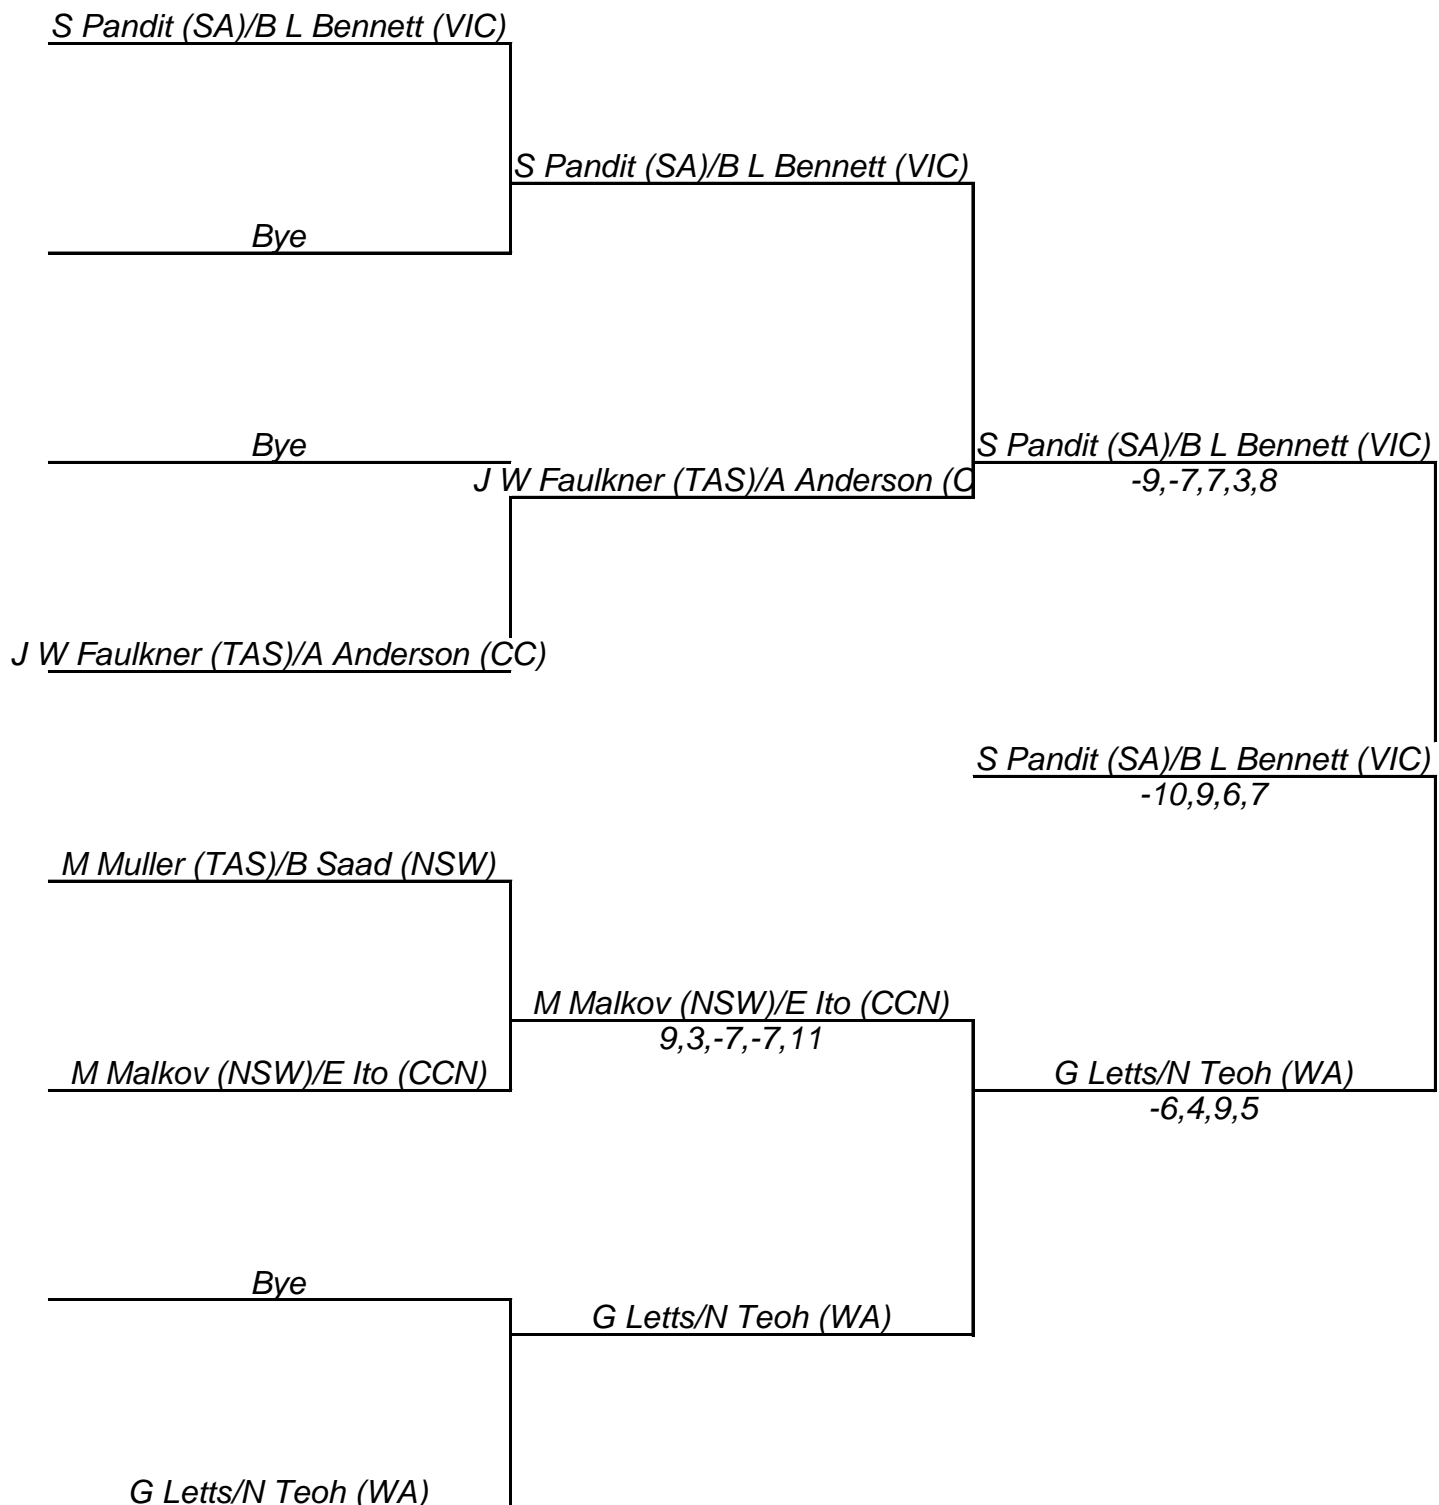 S Pandit (SA)/B L Bennett (VIC)
S Pandit (SA)/B L Bennett (VIC)
Bye
Bye
S Pandit (SA)/B L Bennett (VIC)
J W Faulkner (TAS)/A Anderson (C
-9,-7,7,3,8
J W Faulkner (TAS)/A Anderson (CC)
S Pandit (SA)/B L Bennett (VIC)
-10,9,6,7
M Muller (TAS)/B Saad (NSW)
M Malkov (NSW)/E Ito (CCN)
9,3,-7,-7,11
M Malkov (NSW)/E Ito (CCN)
G Letts/N Teoh (WA)
-6,4,9,5
Bye
G Letts/N Teoh (WA)
G Letts/N Teoh (WA)